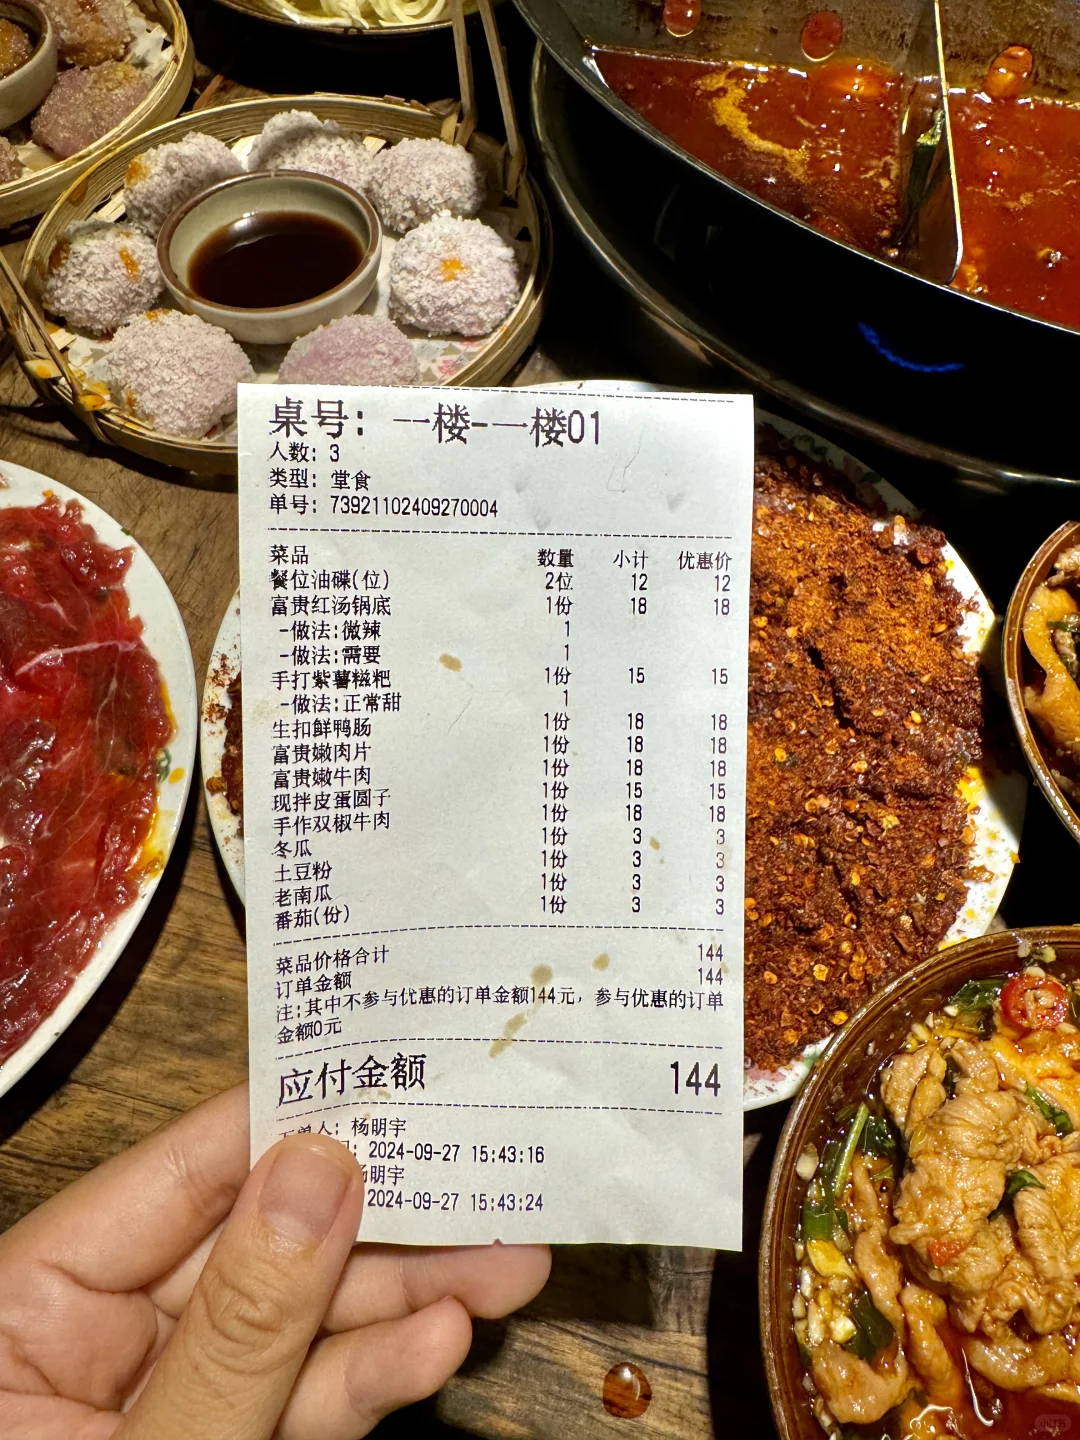 桌号: 一楼-一楼01
人数: 3
类型: 堂食
单号: 73921102409270004
菜品 数量 小计 优惠价
餐位油碟(位) 2位 12 12
富贵红汤锅底 1份 18 18
-做法:微辣 1
-做法:需要 1
手打紫薯糍粑 1份 15 15
-做法:正常甜 1
生扣鲜鸭肠 1份 18 18
富贵嫩肉片 1份 18 18
富贵嫩牛肉 1份 18 18
现拌皮蛋圆子 1份 15 15
手作双椒牛肉 1份 18 18
冬瓜 1份 3 3
土豆粉 1份 3 3
老南瓜 1份 3 3
番茄(份) 1份 3 3
菜品价格合计 144
订单金额 144
注:其中不参与优惠的订单金额144元, 参与优惠的订单
金额0元
应付金额 144
人: 杨明宇
: 2024-09-27 15:43:16
杨明宇
2024-09-27 15:43:24